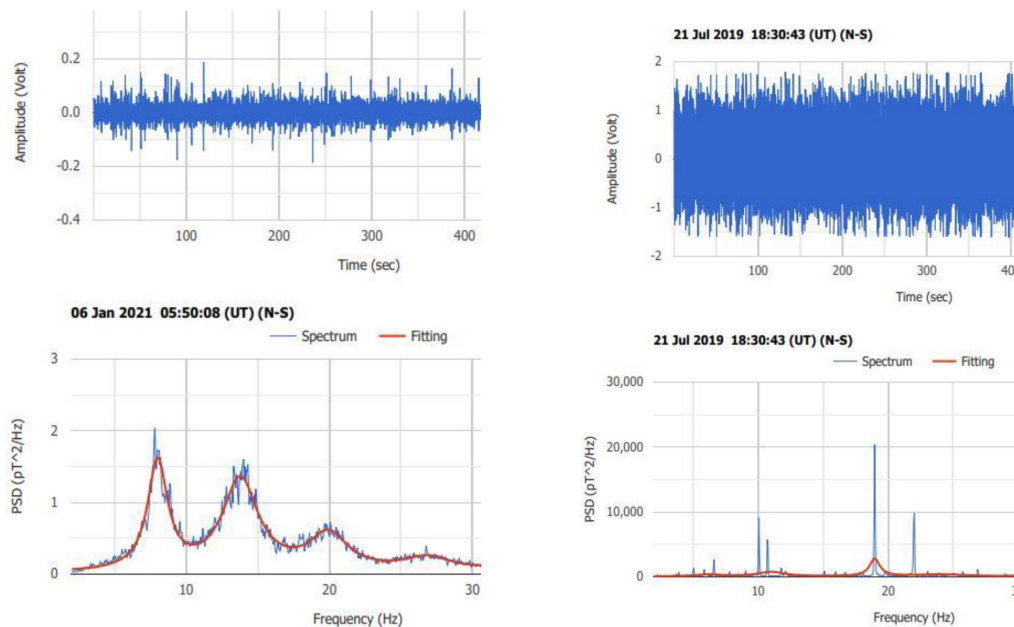 0.2
0.0
-0.2
-0.4
Amplitude (Volt)
100 200 300 400
Time (sec)
21 Jul 2019 18:30:43 (UT) (N-S)
2
1
0
-1
-2
Amplitude (Volt)
100 200 300 40
Time (sec)
06 Jan 2021 05:50:08 (UT) (N-S)
Spectrum Fitting
3
2
1
0
PSD (pT^2/Hz)
10 20 30
Frequency (Hz)
21 Jul 2019 18:30:43 (UT) (N-S)
Spectrum Fitting
30,000
20,000
10,000
0
PSD (pT^2/Hz)
10 20 3
Frequency (Hz)